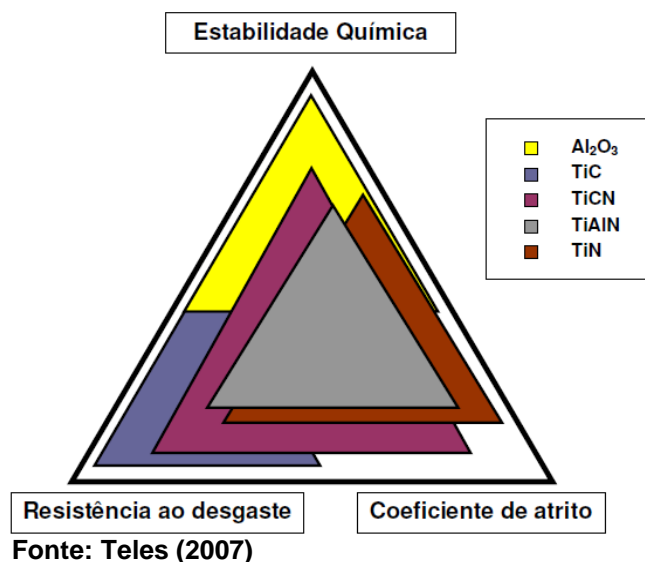 Estabilidade Química
Al₂O₃
TiC
TiCN
TiAlN
TiN
Resistência ao desgaste
Coeficiente de atrito
Fonte: Teles (2007)